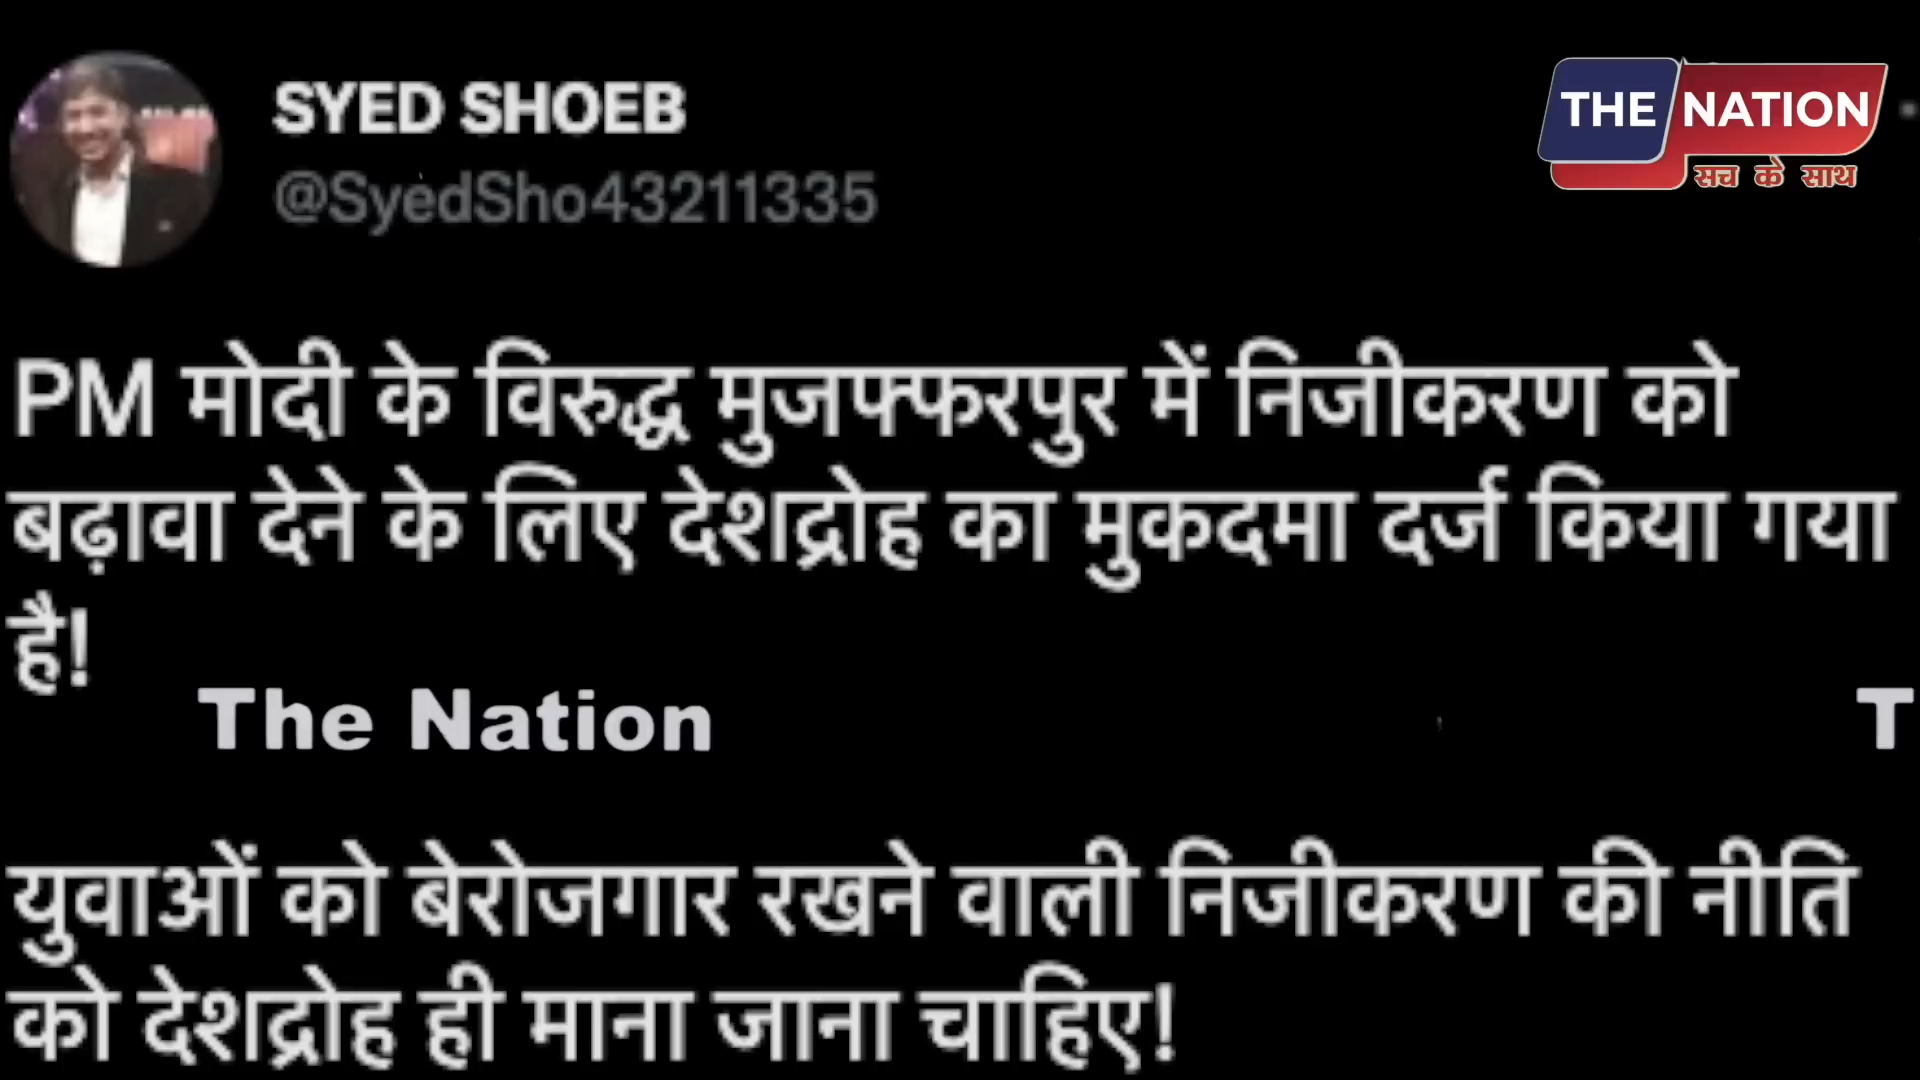 SYED SHOEB
@SyedSho43211335
THE NATION
सच के साथ
PM मोदी के विरुद्ध मुजफ्फरपुर में निजीकरण को
बढ़ावा देने के लिए देशद्रोह का मुकदमा दर्ज किया गया
है!
The Nation
T
युवाओं को बेरोजगार रखने वाली निजीकरण की नीति
को देशद्रोह ही माना जाना चाहिए!